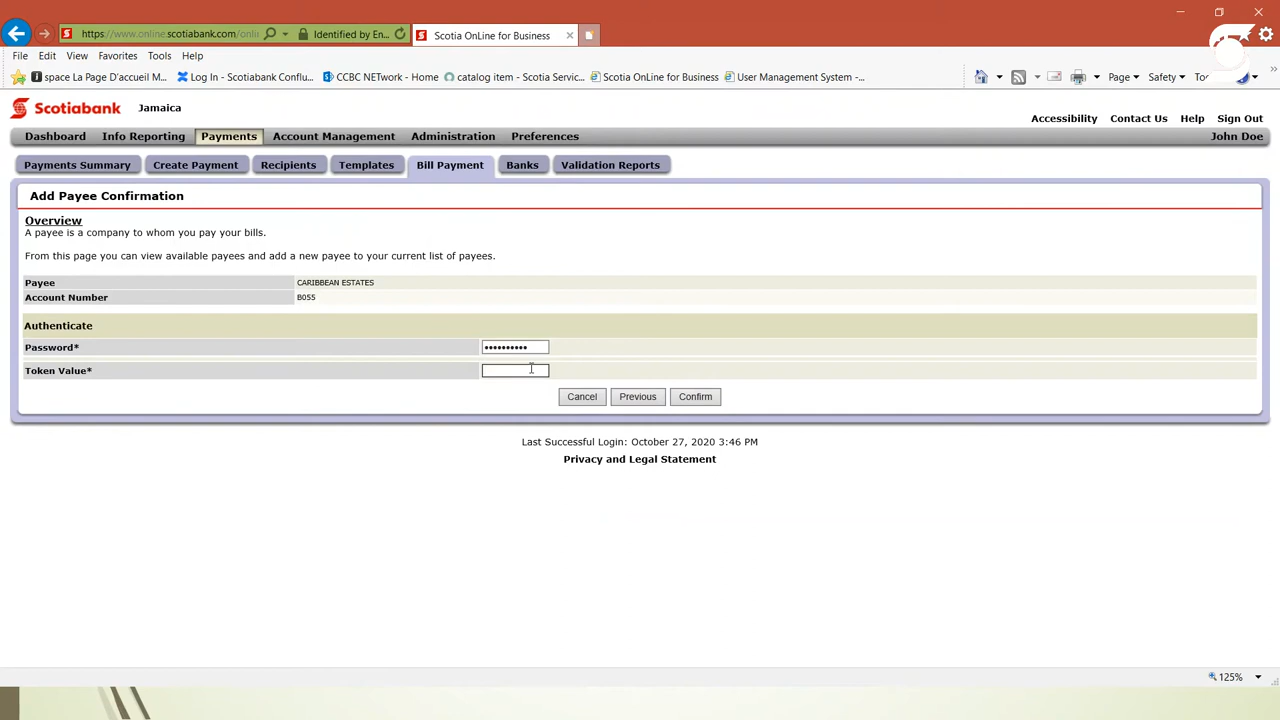 https://www.online.scotiabank.com/onli
Identified by En...
Scotia OnLine for Business
File Edit View Favorites Tools Help
space La Page D'accueil M...
Log In - Scotiabank Conflu...
CCBC NETwork - Home
catalog item - Scotia Servic...
Scotia OnLine for Business
User Management System -...
Page
Safety
Scotiabank
Jamaica
Accessibility Contact Us Help Sign Out
Dashboard Info Reporting Payments Account Management Administration Preferences John Doe
Payments Summary Create Payment Recipients Templates Bill Payment Banks Validation Reports
Add Payee Confirmation
Overview
A payee is a company to whom you pay your bills.
From this page you can view available payees and add a new payee to your current list of payees.
Payee CARIBBEAN ESTATES
Account Number B055
Authenticate
Password* ••••••••••
Token Value*
Cancel Previous Confirm
Last Successful Login: October 27, 2020 3:46 PM
Privacy and Legal Statement
125%